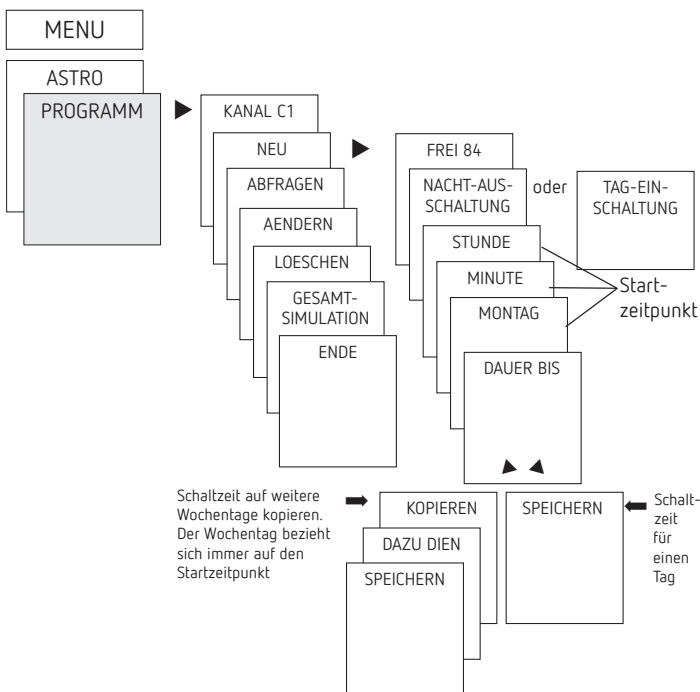 MENU
ASTRO
PROGRAMM
KANAL C1
NEU
ABFRAGEN
AENDERN
LOESCHEN
GESAMT-
SIMULATION
ENDE
FREI 84
NACHT-AUS-
SCHALTUNG
oder
TAG-EIN-
SCHALTUNG
STUNDE
MINUTE
MONTAG
Start-
zeitpunkt
DAUER BIS
Schaltzeit auf weitere
Wochentage kopieren.
Der Wochentag bezieht
sich immer auf den
Startzeitpunkt
KOPIEREN
DAZU DIEN
SPEICHERN
SPEICHERN
Schalt-
zeit
für
einen
Tag